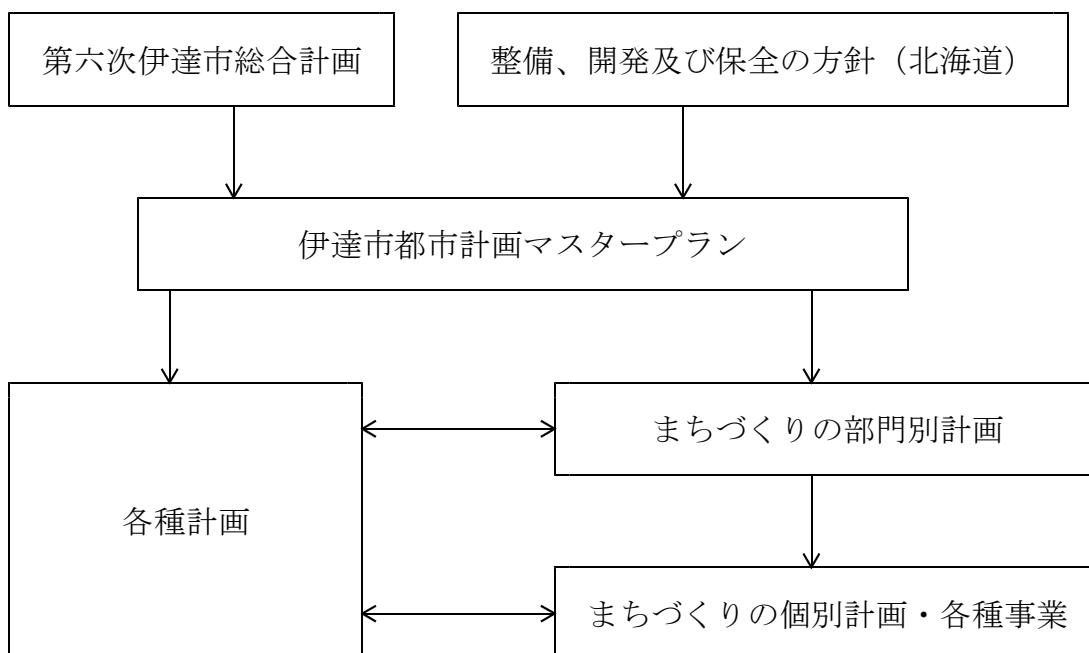 第六次伊達市総合計画
整備、開発及び保全の方針（北海道）
伊達市都市計画マスタープラン
まちづくりの部門別計画
各種計画
まちづくりの個別計画・各種事業